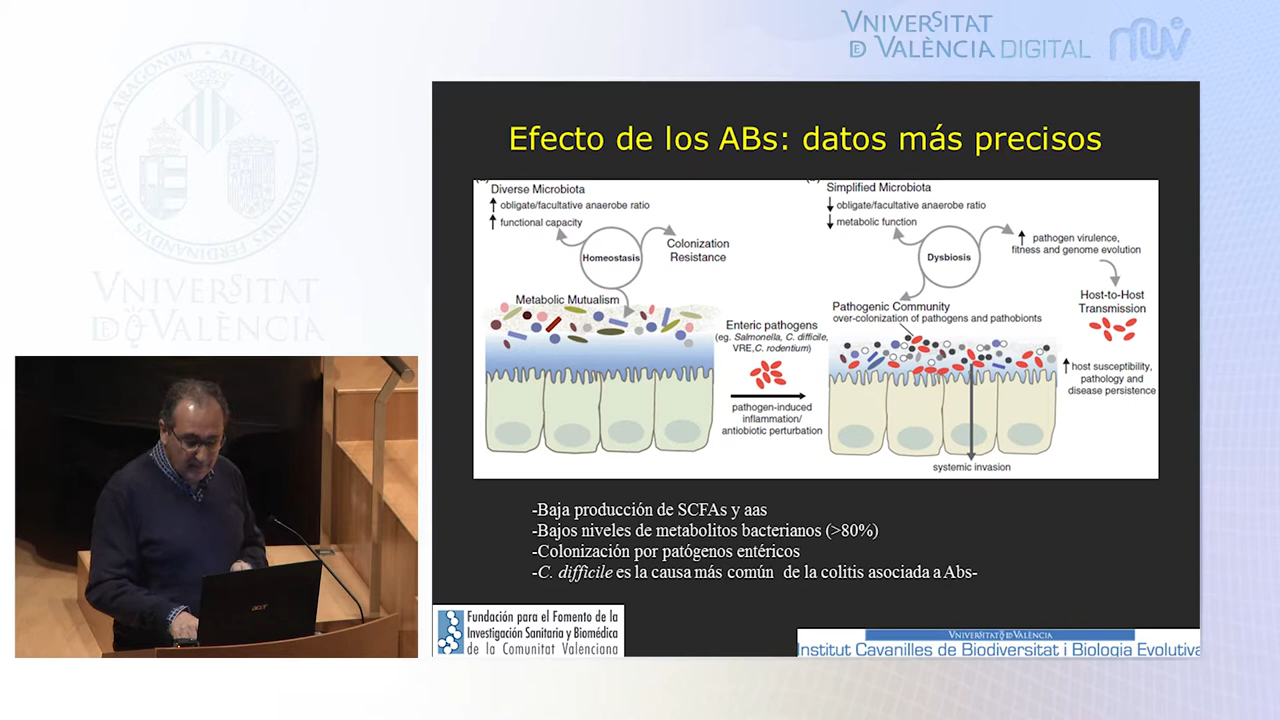 VNIVERSITAT
DE VALÈNCIA DIGITAL
VNIVERSITAT
DE VALÈNCIA
Efecto de los ABs: datos más precisos
Diverse Microbiota
obligate/facultative anaerobe ratio
functional capacity
Homeostasis
Colonization
Resistance
Metabolic Mutualism
Enteric pathogens
(eg. Salmonella, C. difficile,
VRE,C. rodentium)
pathogen-induced
inflammation/
antibiotic perturbation
Simplified Microbiota
obligate/facultative anaerobe ratio
metabolic function
Dysbiosis
pathogen virulence,
fitness and genome evolution
Host-to-Host
Transmission
Pathogenic Community
over-colonization of pathogens and pathobionts
host susceptibility,
pathology and
disease persistence
systemic invasion
-Baja producción de SCFAs y aas
-Bajos niveles de metabolitos bacterianos (>80%)
-Colonización por patógenos entéricos
-C. difficile es la causa más común de la colitis asociada a Abs-
acer
Fundación para el Fomento de la
Investigación Sanitaria y Biomédica
de la Comunitat Valenciana
VNIVERSITATDVALÈNCIA
Institut Cavanilles de Biodiversitat i Biologia Evolutiva